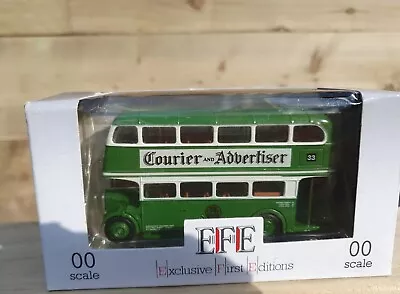 Courier AND Advertiser
33
EFE
Exclusive First Editions
00
scale
00
scale